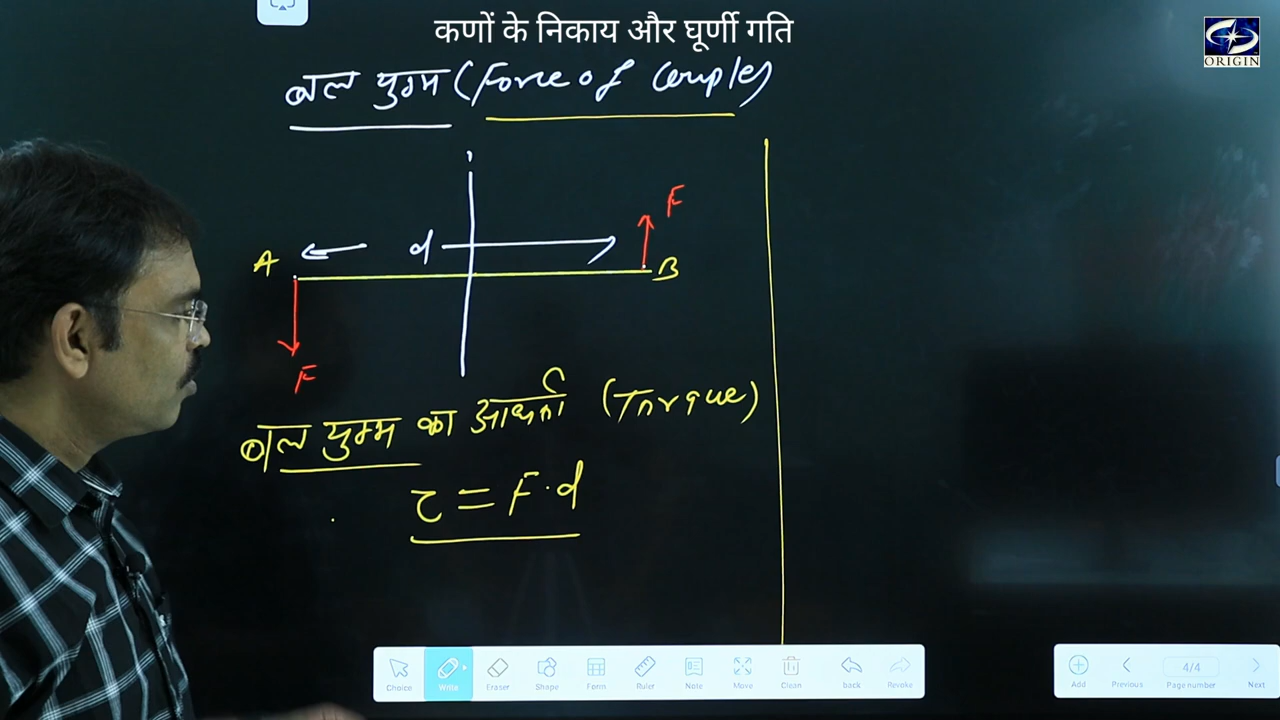 कणों के निकाय और घूर्णी गति
ORIGIN
बल युग्म (Force of Couple)
F
A
d
B
F
बल युग्म का आघूर्ण (Torque)
τ = F·d
Choice
Write
Eraser
Shape
Form
Ruler
Note
Move
Clean
back
Revoke
Add
Previous
4/4
Page number
Next